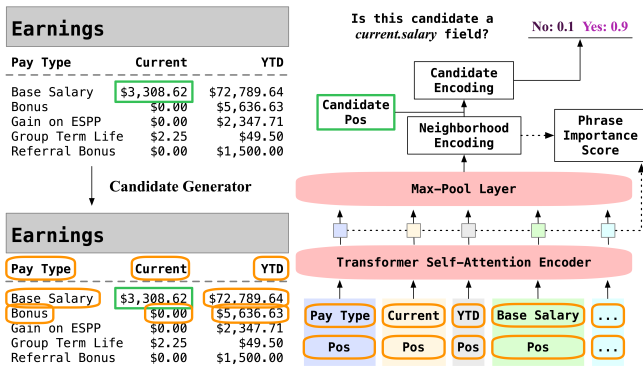 Earnings
Pay Type Current YTD
Base Salary $3,308.62 $72,789.64
Bonus $0.00 $5,636.63
Gain on ESPP $0.00 $2,347.71
Group Term Life $2.25 $49.50
Referral Bonus $0.00 $1,500.00
Candidate Generator
Earnings
Pay Type Current YTD
Base Salary $3,308.62 $72,789.64
Bonus $0.00 $5,636.63
Gain on ESPP $0.00 $2,347.71
Group Term Life $2.25 $49.50
Referral Bonus $0.00 $1,500.00
Is this candidate a
current.salary field?
No: 0.1 Yes: 0.9
Candidate
Encoding
Candidate
Pos
Neighborhood
Encoding
Phrase
Importance
Score
Max-Pool Layer
Transformer Self-Attention Encoder
Pay Type Current YTD Base Salary ...
Pos Pos Pos Pos ...